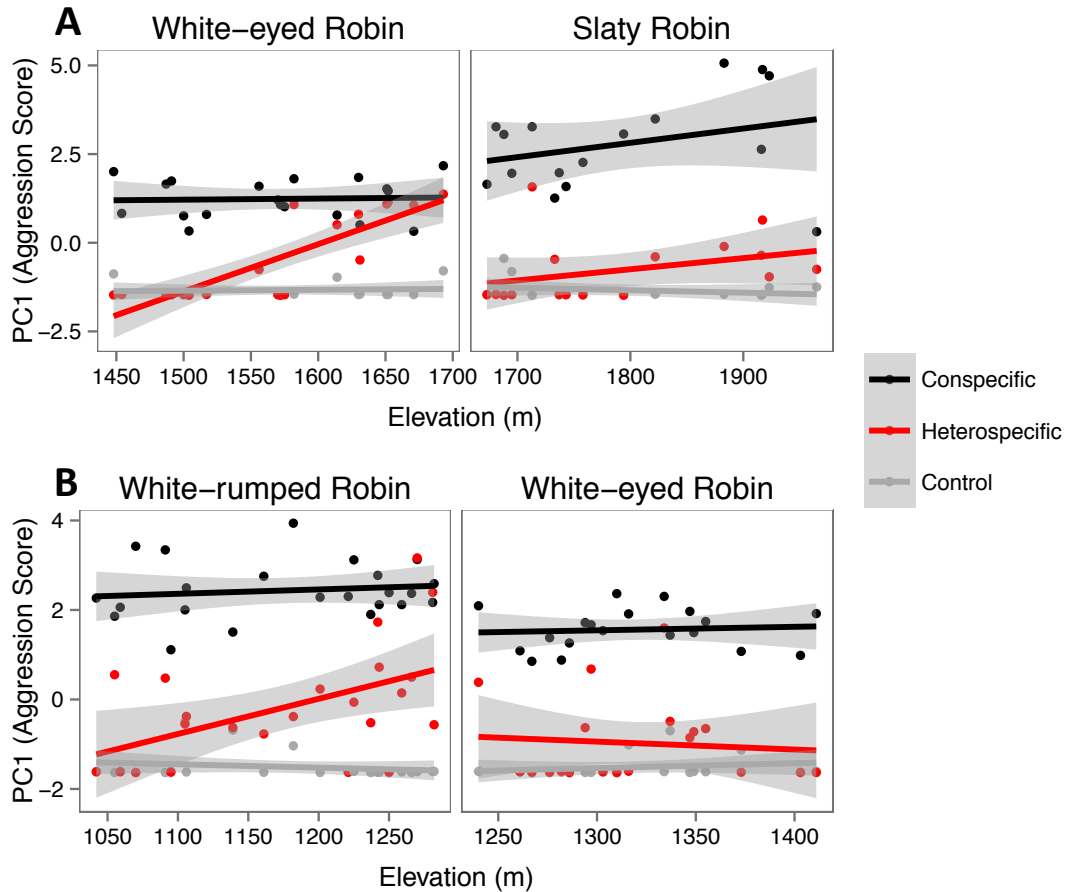 A
White−eyed Robin
Slaty Robin
5.0
2.5
0.0
−2.5
PC1 (Aggression Score)
1450 1500 1550 1600 1650 1700
1700 1800 1900
Elevation (m)
Conspecific
Heterospecific
Control
B
White−rumped Robin
White−eyed Robin
4
2
0
−2
PC1 (Aggression Score)
1050 1100 1150 1200 1250
1250 1300 1350 1400
Elevation (m)